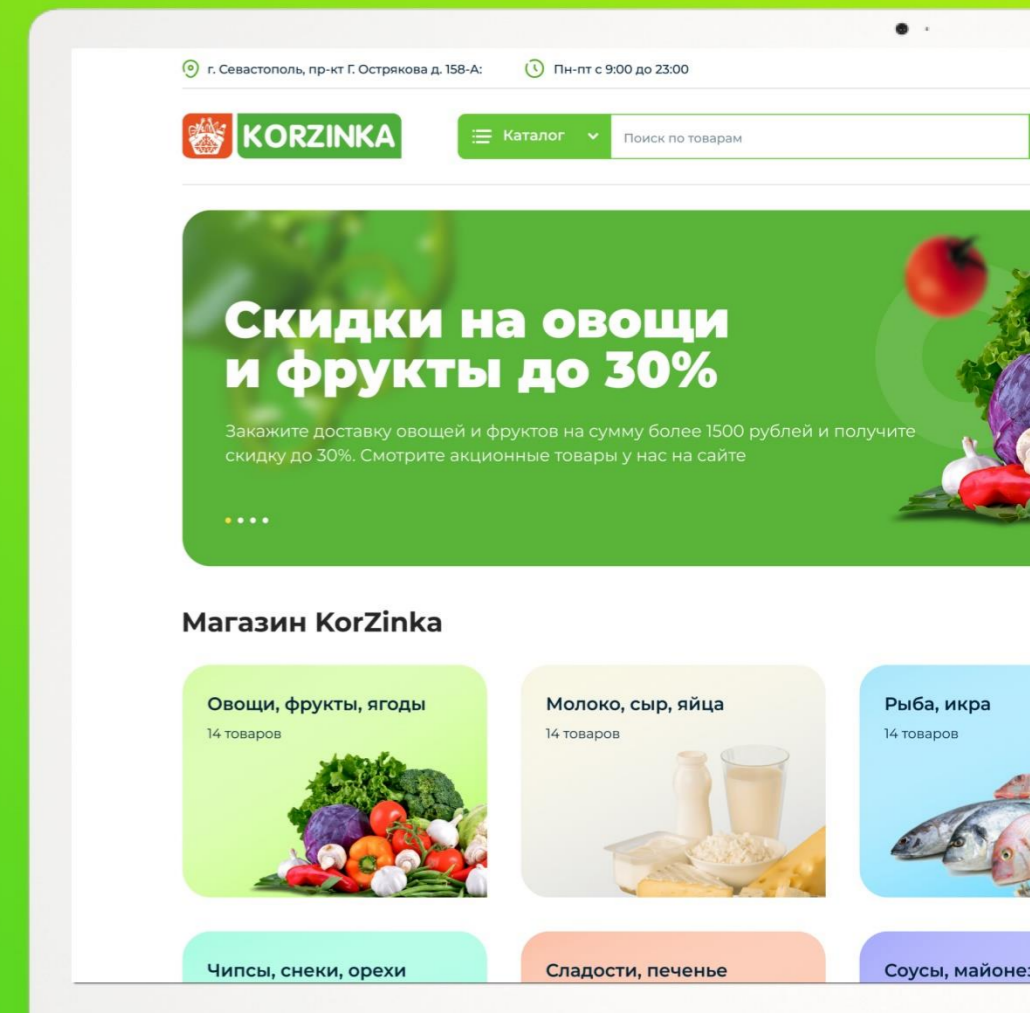 г. Севастополь, пр-кт Г. Острякова д. 158-А:
Пн-пт с 9:00 до 23:00
KORZINKA
Каталог
Поиск по товарам
Скидки на овощи
и фрукты до 30%
Закажите доставку овощей и фруктов на сумму более 1500 рублей и получите
скидку до 30%. Смотрите акционные товары у нас на сайте
Магазин KorZinka
Овощи, фрукты, ягоды
14 товаров
Молоко, сыр, яйца
14 товаров
Рыба, икра
14 товаров
Чипсы, снеки, орехи
Сладости, печенье
Соусы, майонез